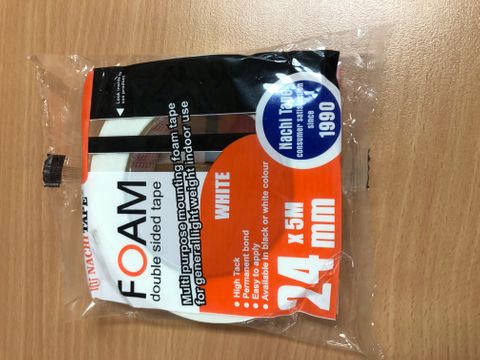 NACHI TAPE
FOAM
double sided tape
Multi purpose mounting foam tape
for general lightweight indoor use
WHITE
• High Tack
• Permanent bond
• Easy to apply
• Available in black or white colour
24 x 5M
mm
Nachi Tape
consumer satisfaction
since
1990